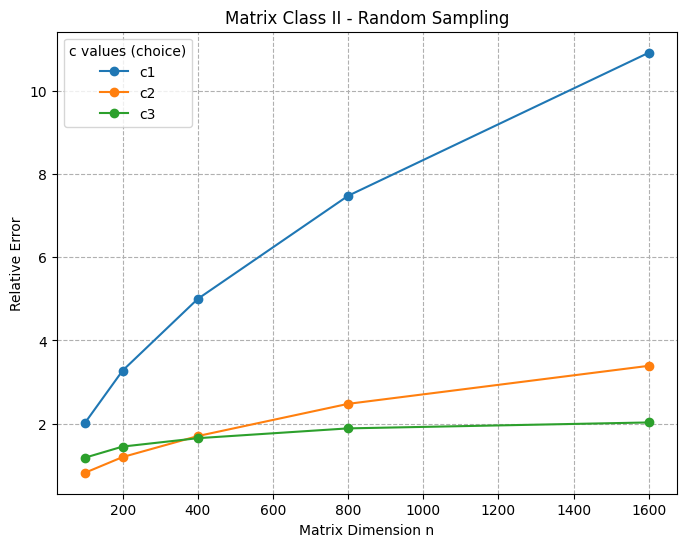 Matrix Class II - Random Sampling
c values (choice)
c1
c2
c3
Relative Error
10
8
6
4
2
200 400 600 800 1000 1200 1400 1600
Matrix Dimension n